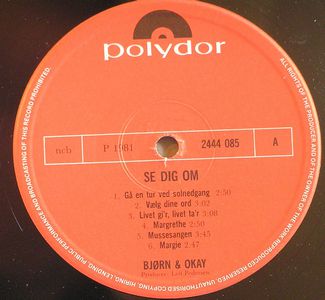 polydor
ncb
P 1981
2444 085
A
SE DIG OM
1. Gå en tur ved solnedgang 2:50
2. Vælg dine ord 3:02
3. Livet gi'r, livet ta'r 3:08
4. Margrethe 2:50
5. Mussesangen 3:45
6. Margie 2:47
BJØRN & OKAY
Producer: Leif Pedersen
ALL RIGHTS OF THE PRODUCER AND OF THE OWNER OF THE WORK REPRODUCED RESERVED UNAUTHORISED COPYING, HIRING, LENDING, PUBLIC PERFORMANCE AND BROADCASTING OF THIS RECORD PROHIBITED.